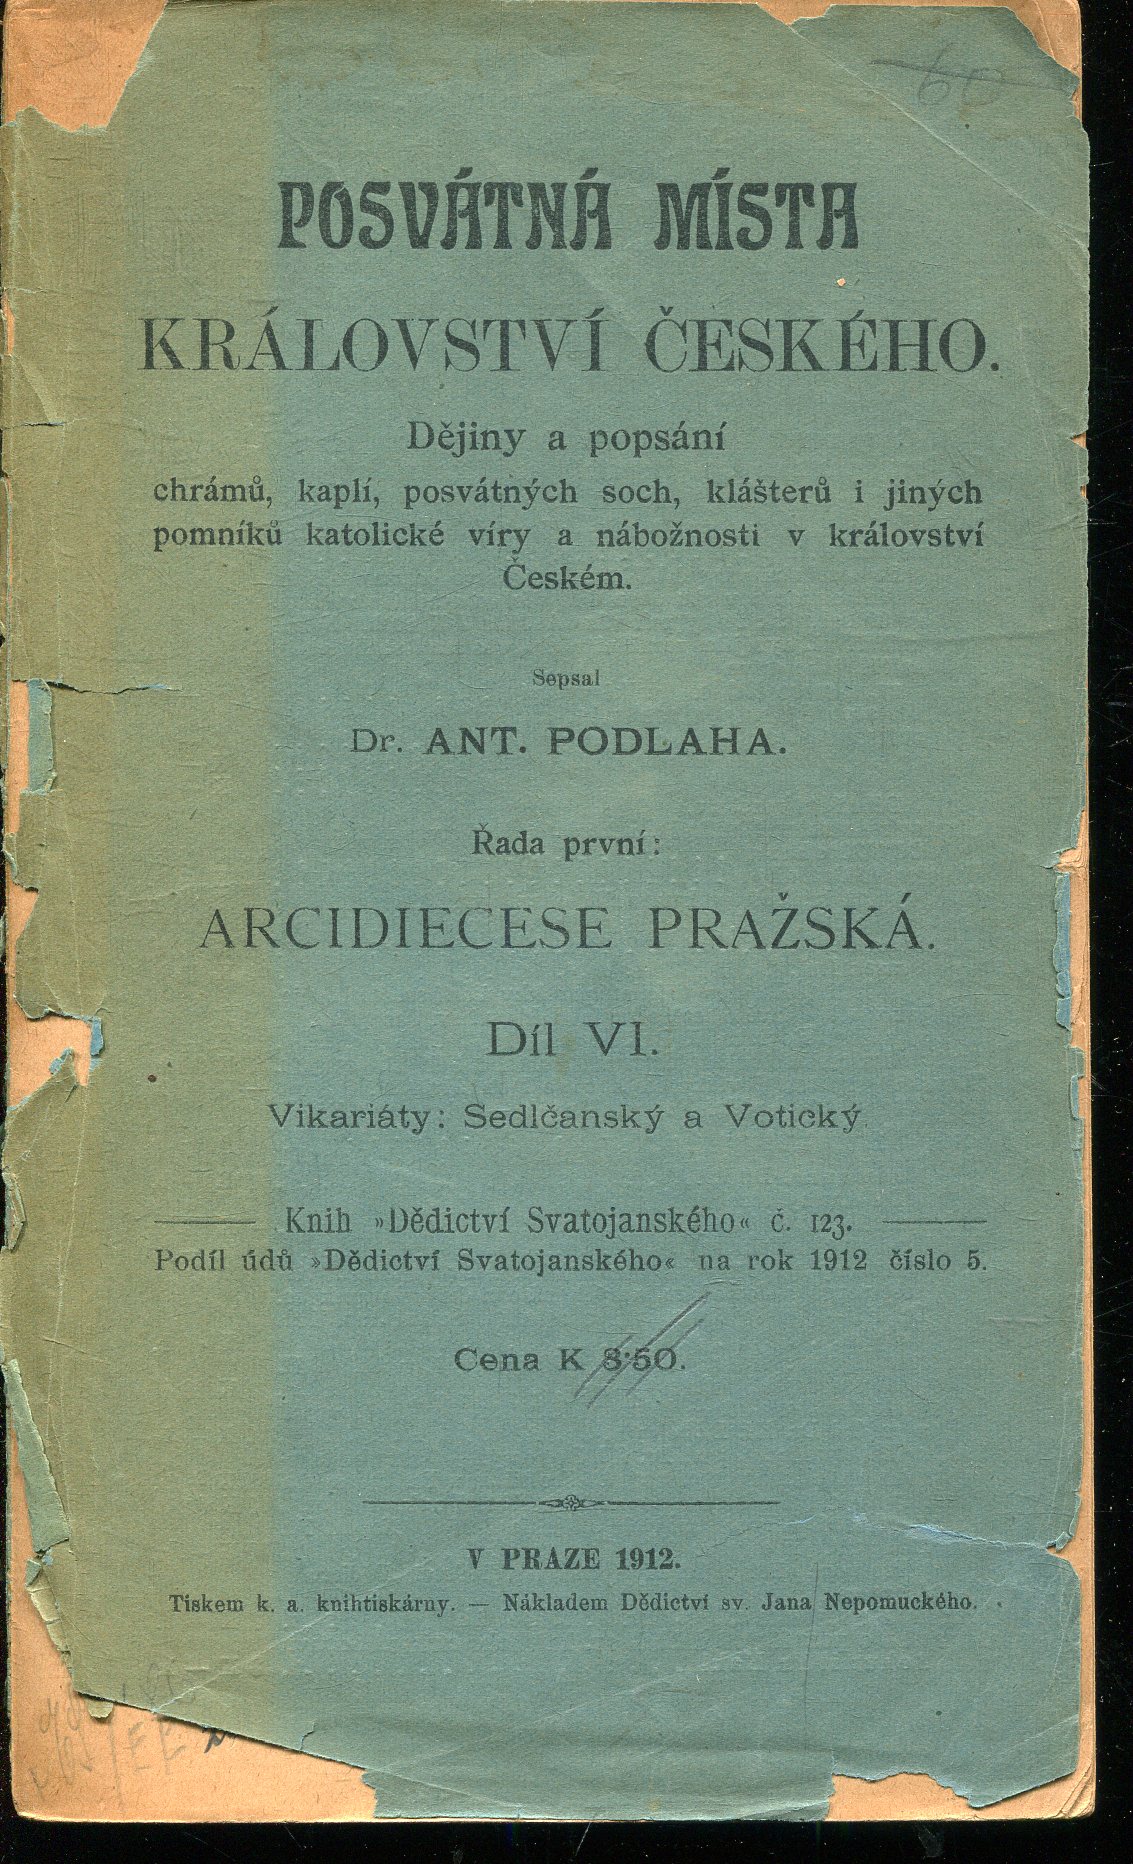 60
POSVÁTNÁ MÍSTA
KRÁLOVSTVÍ ČESKÉHO.
Dějiny a popsání
chrámů, kaplí, posvátných soch, klášterů i jiných
pomníků katolické víry a nábožnosti v království
Českém.
Sepsal
Dr. ANT. PODLAHA.
Řada první:
ARCIDIECESE PRAŽSKÁ.
Díl VI.
Vikariáty: Sedlčanský a Votický.
Knih »Dědictví Svatojanského« č. 123.
Podíl údů »Dědictví Svatojanského« na rok 1912 číslo 5.
Cena K 3·50.
V PRAZE 1912.
Tiskem k. a. knihtiskárny. — Nákladem Dědictví sv. Jana Nepomuckého.